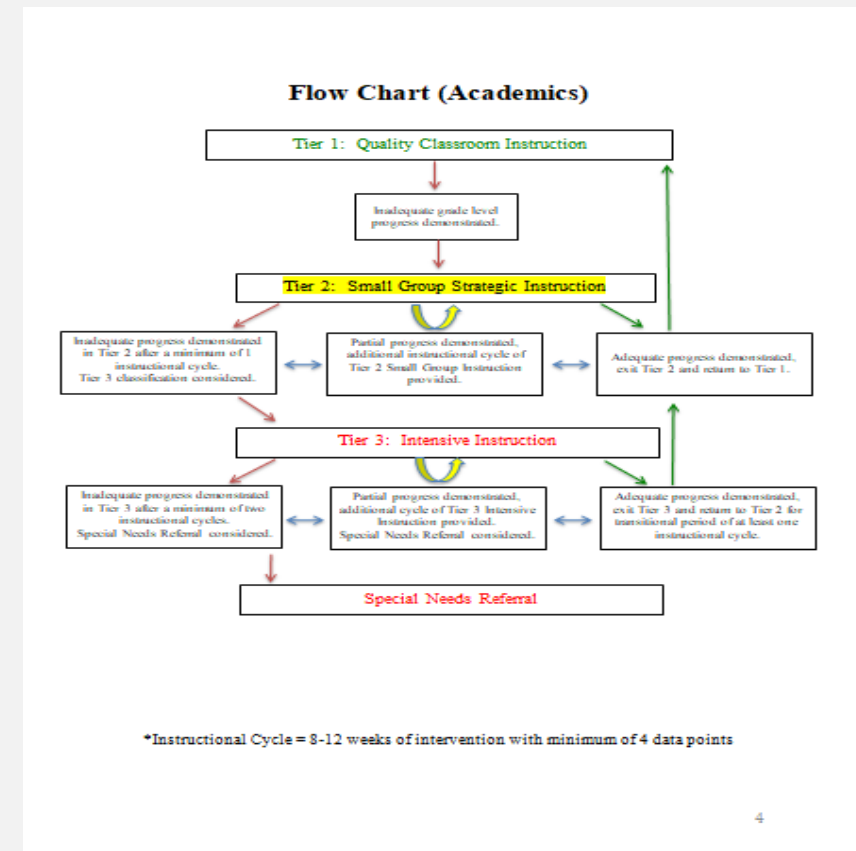 Flow Chart (Academics)
Tier 1: Quality Classroom Instruction
Inadequate grade level
progress demonstrated.
Tier 2: Small Group Strategic Instruction
Inadequate progress demonstrated
in Tier 2 after a minimum of 1
instructional cycle.
Tier 3 classification considered.
Partial progress demonstrated,
additional instructional cycle of
Tier 2 Small Group Instruction
provided.
Adequate progress demonstrated,
exit Tier 2 and return to Tier 1.
Tier 3: Intensive Instruction
Inadequate progress demonstrated
in Tier 3 after a minimum of two
instructional cycles.
Special Needs Referral considered.
Partial progress demonstrated,
additional cycle of Tier 3 Intensive
Instruction provided.
Special Needs Referral considered.
Adequate progress demonstrated,
exit Tier 3 and return to Tier 2 for
transitional period of at least one
instructional cycle.
Special Needs Referral
*Instructional Cycle = 8-12 weeks of intervention with minimum of 4 data points
4